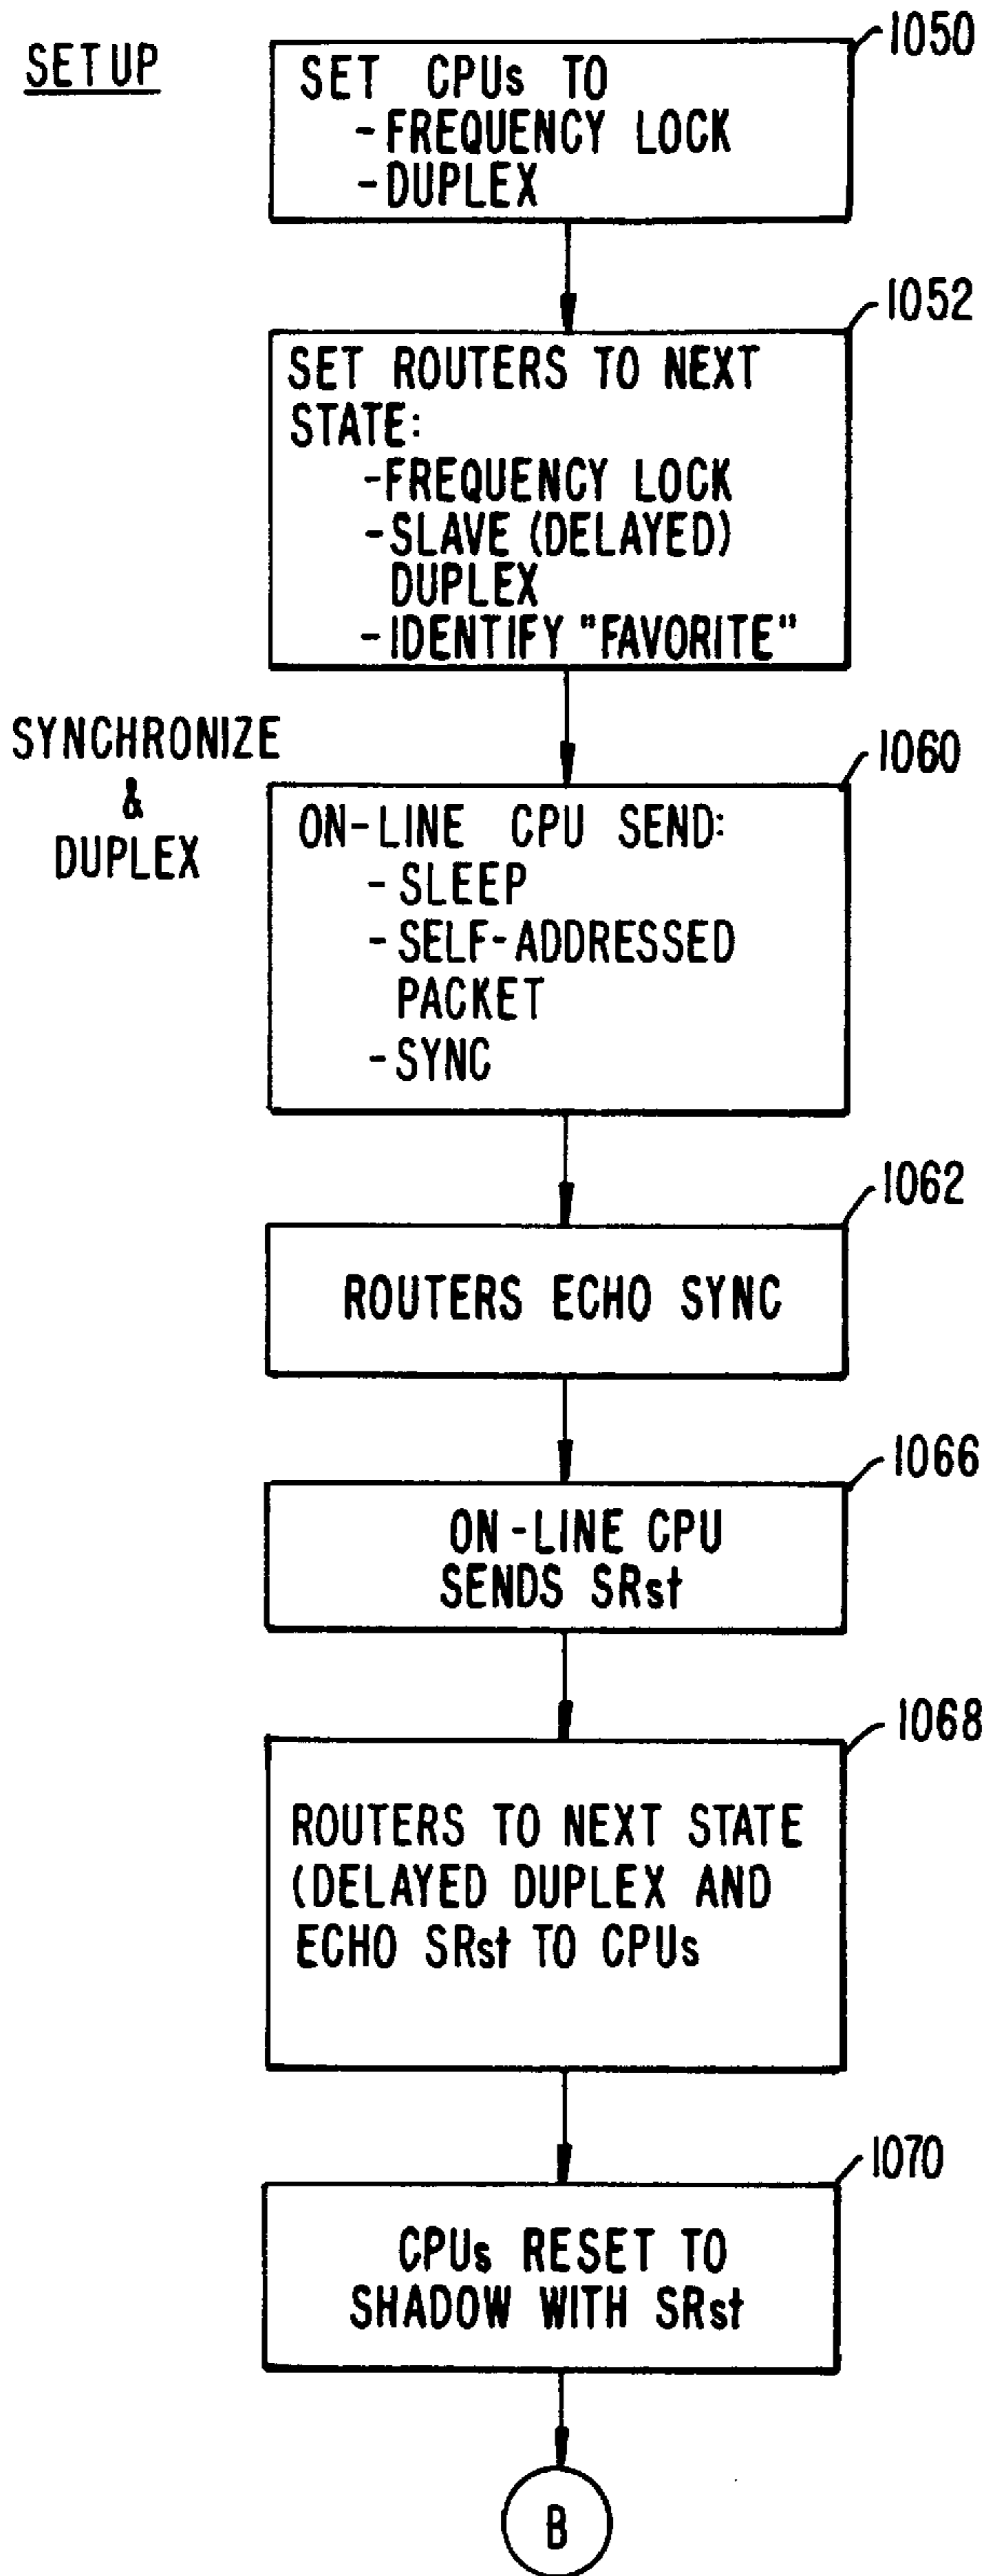 SETUP
1050
SET CPUs TO
-FREQUENCY LOCK
-DUPLEX
1052
SET ROUTERS TO NEXT
STATE:
-FREQUENCY LOCK
-SLAVE (DELAYED)
DUPLEX
-IDENTIFY "FAVORITE"
SYNCHRONIZE
&
DUPLEX
1060
ON-LINE CPU SEND:
- SLEEP
- SELF-ADDRESSED
PACKET
- SYNC
1062
ROUTERS ECHO SYNC
1066
ON-LINE CPU
SENDS SRst
1068
ROUTERS TO NEXT STATE
(DELAYED DUPLEX AND
ECHO SRst TO CPUs
1070
CPUs RESET TO
SHADOW WITH SRst
B